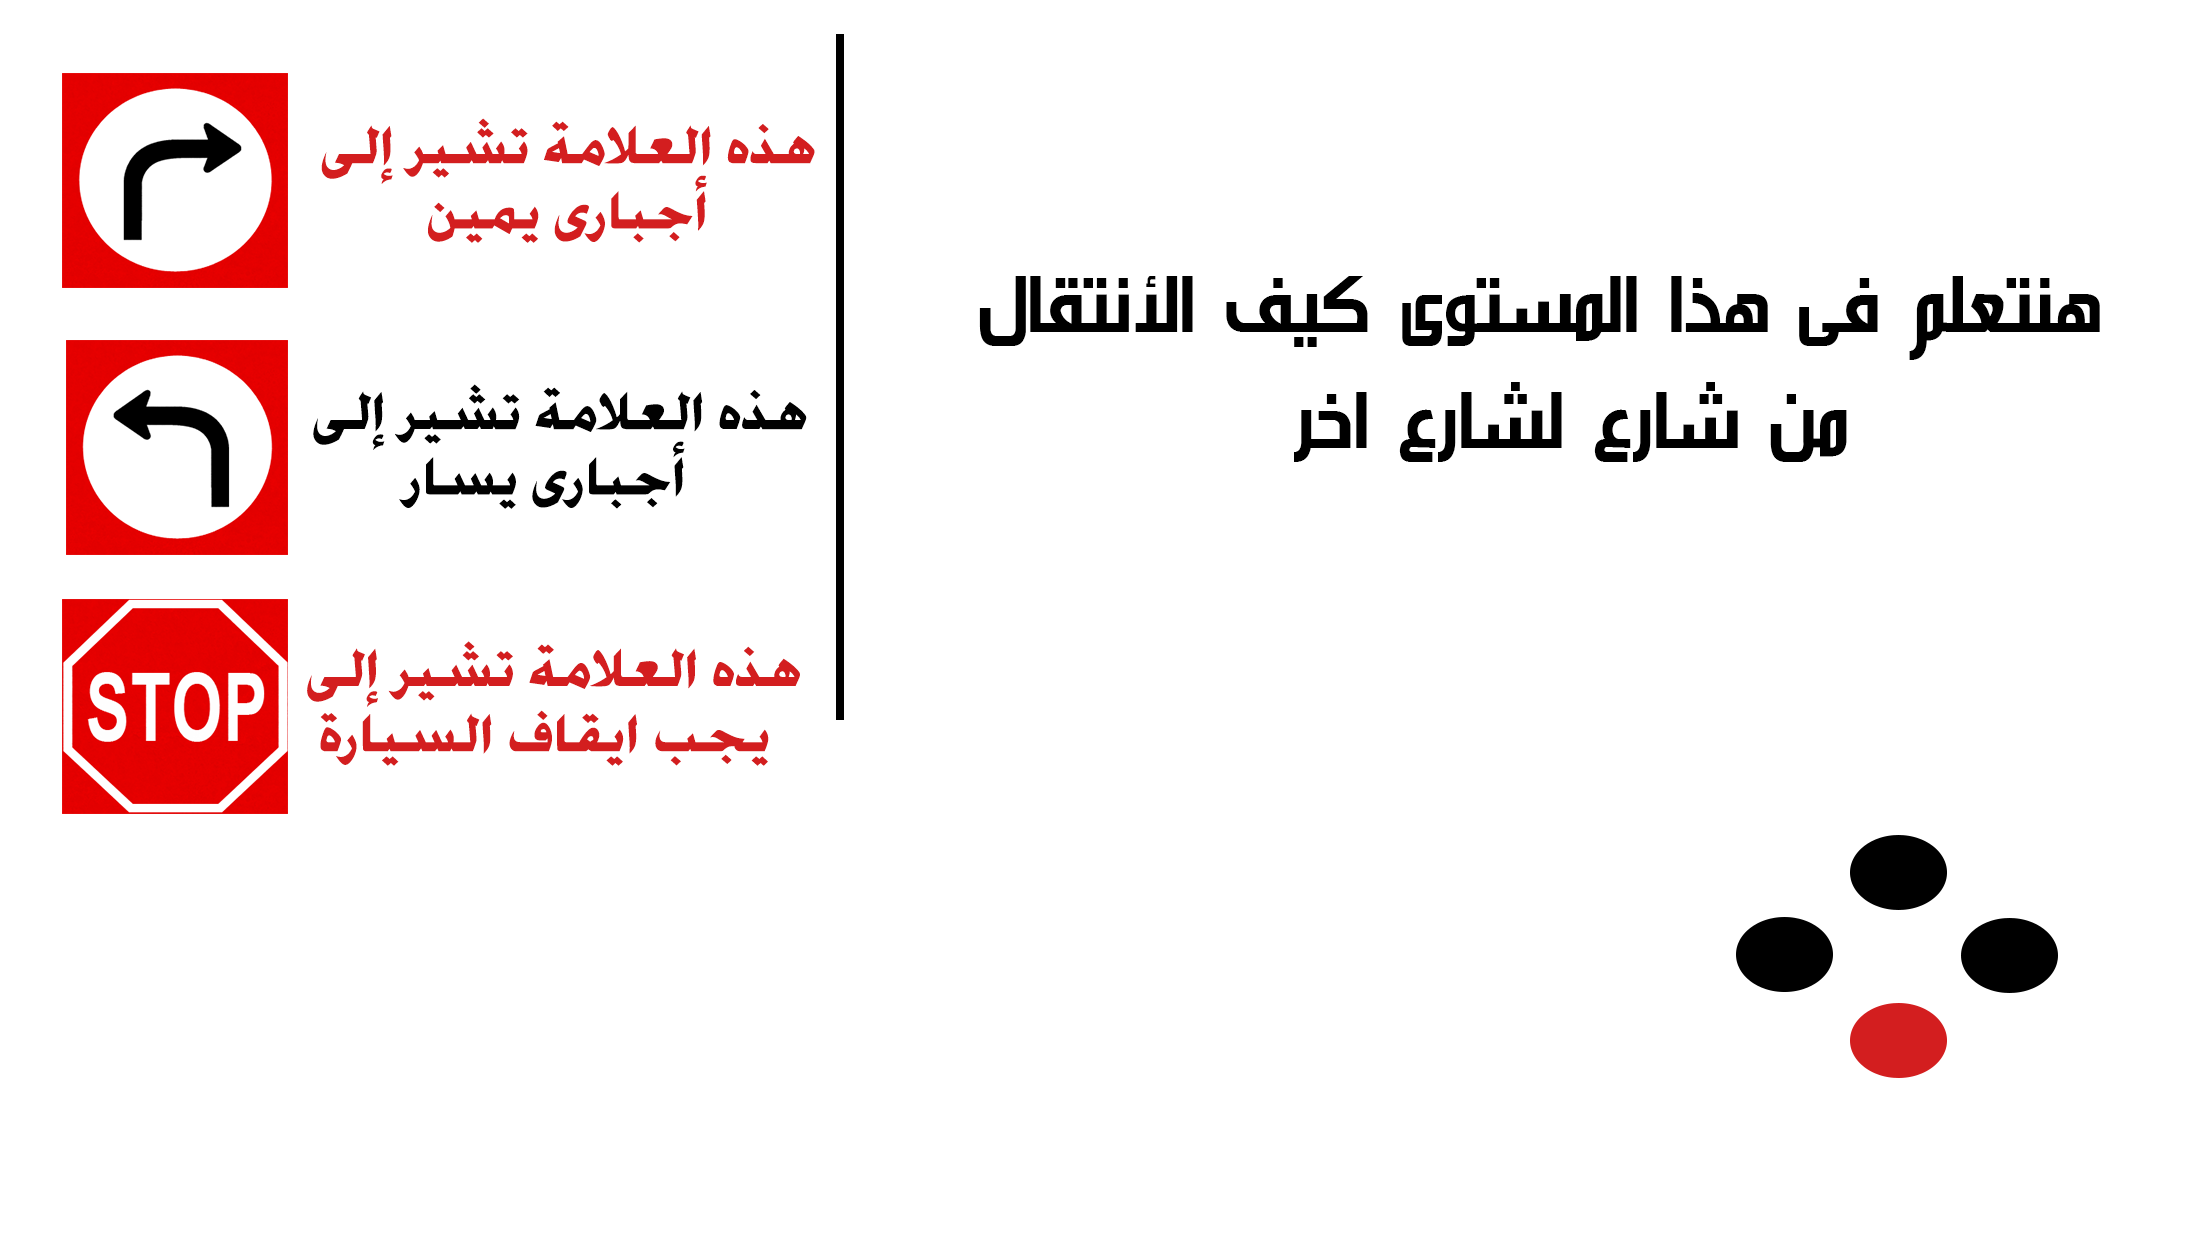 هنتعلم فى هذا المستوى كيف الأنتقال
من شارع لشارع اخر
هذه العلامة تشير إلى
أجبارى يمين
هذه العلامة تشير إلى
أجبارى يسار
STOP
هذه العلامة تشير إلى
يجب ايقاف السيارة